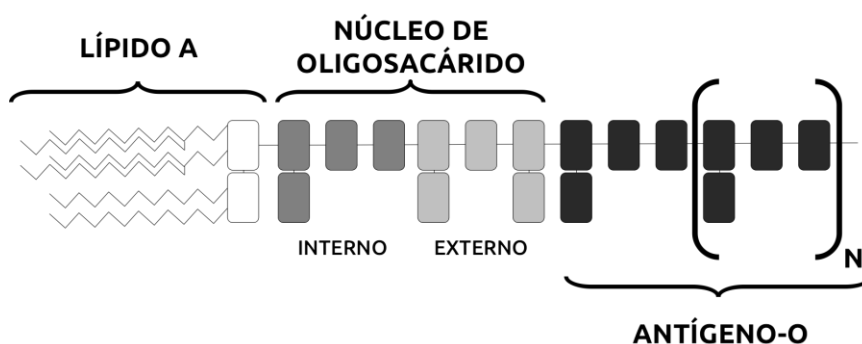 LÍPIDO A
NÚCLEO DE
OLIGOSACÁRIDO
INTERNO
EXTERNO
N
ANTÍGENO-O